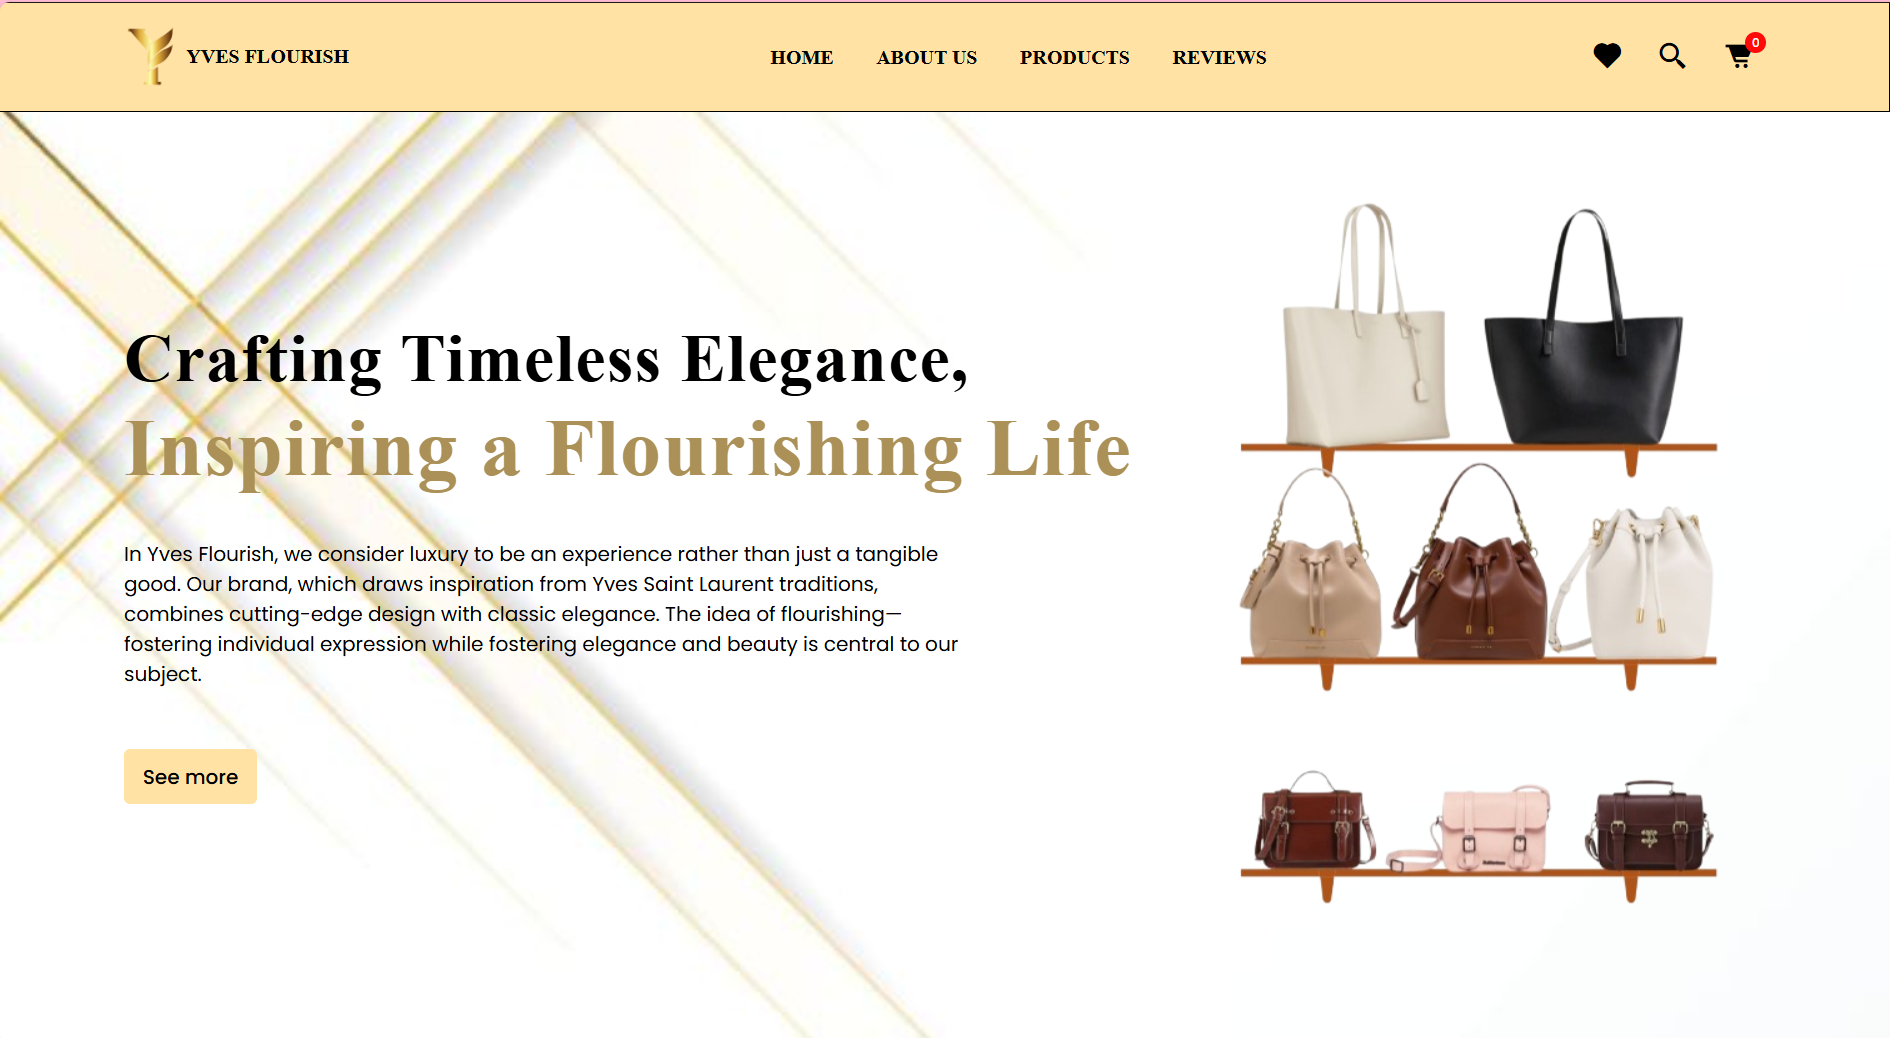 YVES FLOURISH
HOME ABOUT US PRODUCTS REVIEWS
0
Crafting Timeless Elegance,
Inspiring a Flourishing Life
In Yves Flourish, we consider luxury to be an experience rather than just a tangible
good. Our brand, which draws inspiration from Yves Saint Laurent traditions,
combines cutting-edge design with classic elegance. The idea of flourishing—
fostering individual expression while fostering elegance and beauty is central to our
subject.
See more